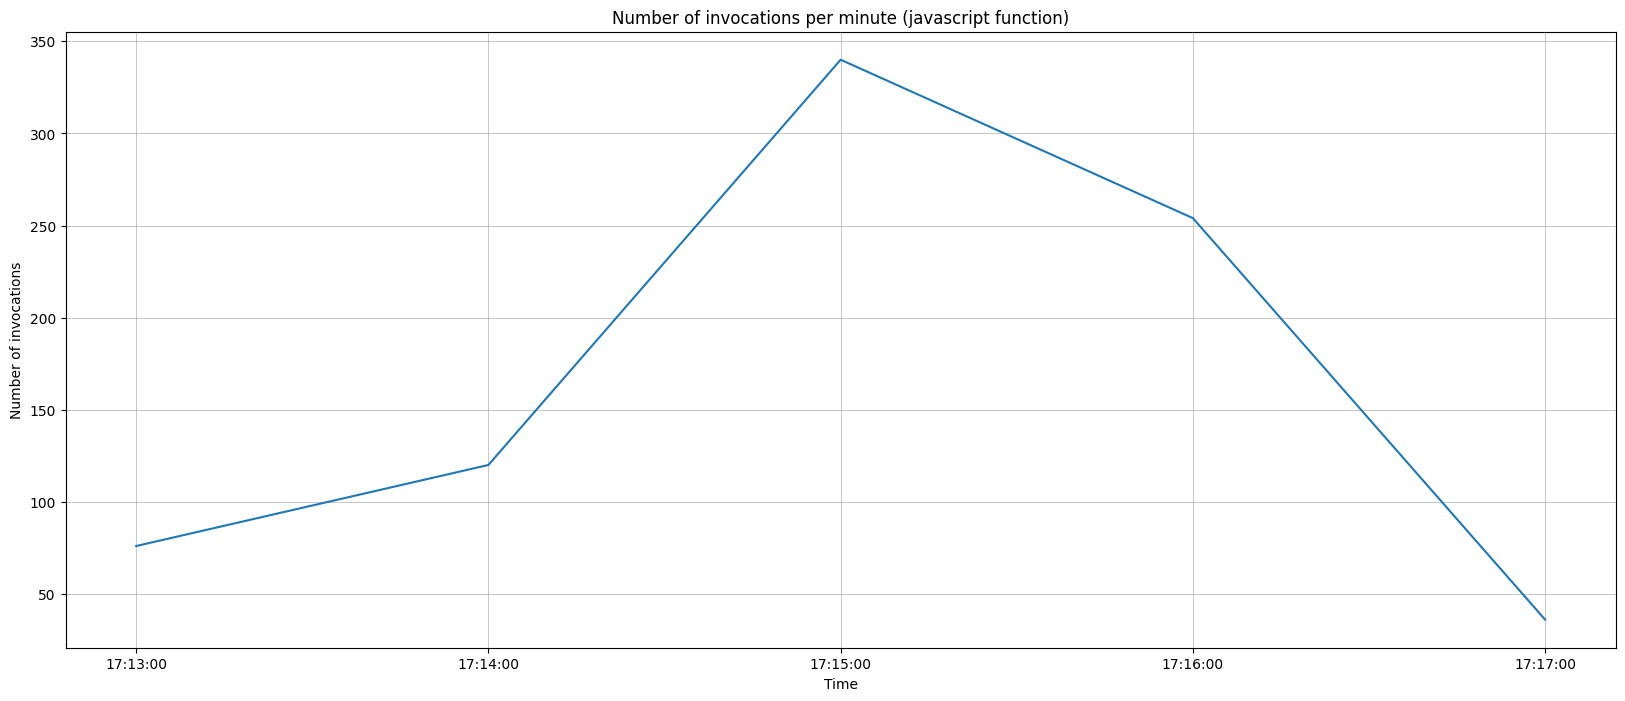 Number of invocations per minute (javascript function)
350
300
250
200
150
100
50
Number of invocations
17:13:00 17:14:00 17:15:00 17:16:00 17:17:00
Time